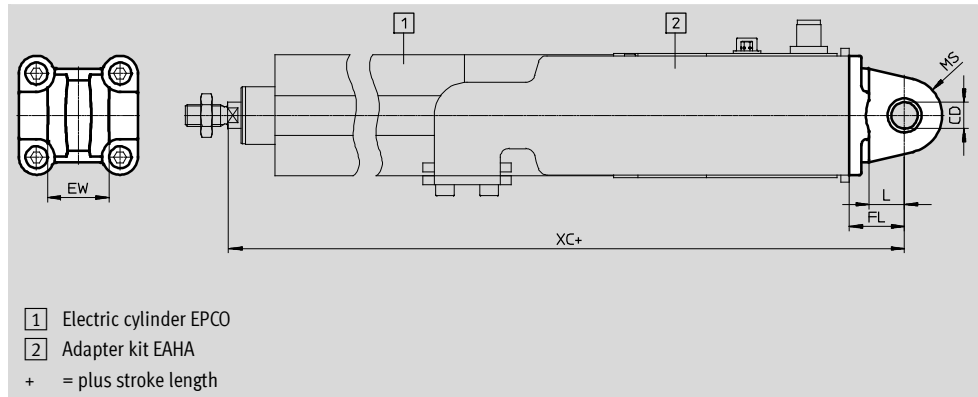 1
2
MS
CD
EW
L
FL
XC+
1 Electric cylinder EPCO
2 Adapter kit EAHA
+ = plus stroke length